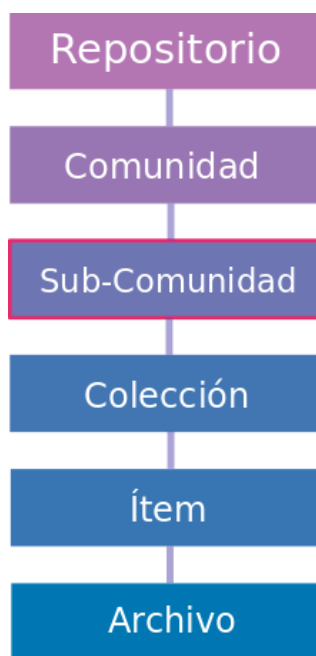 Repositorio
Comunidad
Sub-Comunidad
Colección
Ítem
Archivo